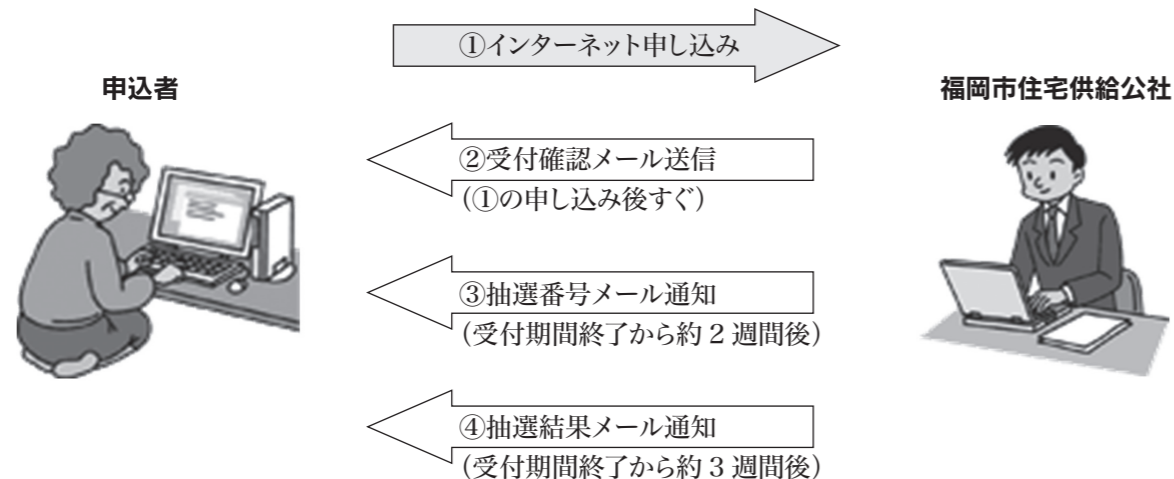 ①インターネット申し込み
申込者
福岡市住宅供給公社
②受付確認メール送信
(①の申し込み後すぐ)
③抽選番号メール通知
(受付期間終了から約2週間後)
④抽選結果メール通知
(受付期間終了から約3週間後)